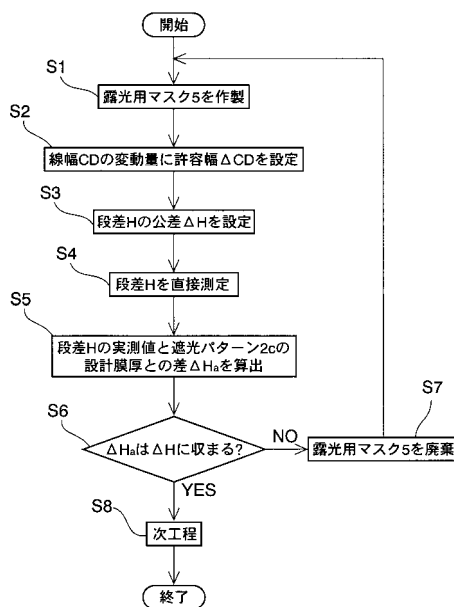 開始
S1
露光用マスク5を作製
S2
線幅CDの変動量に許容幅ΔCDを設定
S3
段差Hの公差ΔHを設定
S4
段差Hを直接測定
S5
段差Hの実測値と遮光パターン2cの
設計膜厚との差ΔHaを算出
S6
ΔHaはΔHに収まる?
NO
S7
露光用マスク5を廃棄
YES
S8
次工程
終了